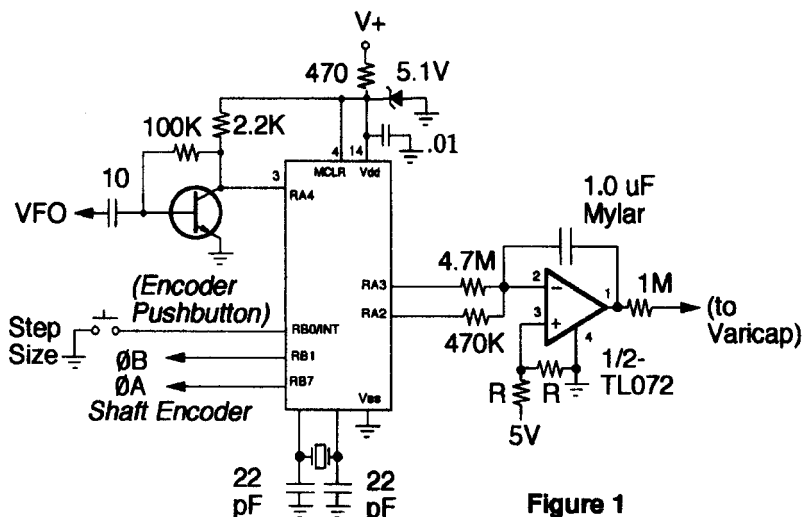 V+
470
5.1V
100K
2.2K
.01
4
14
MCLR
Vdd
10
3
RA4
VFO
1.0 uF
Mylar
RA3
4.7M
2
1
1M
(to
Varicap)
(Encoder
Pushbutton)
RA2
470K
3
4
Step
Size
RB0/INT
ØB
RB1
1/2-
TL072
ØA
RB7
Shaft Encoder
Vss
R
R
5V
22
pF
22
pF
Figure 1